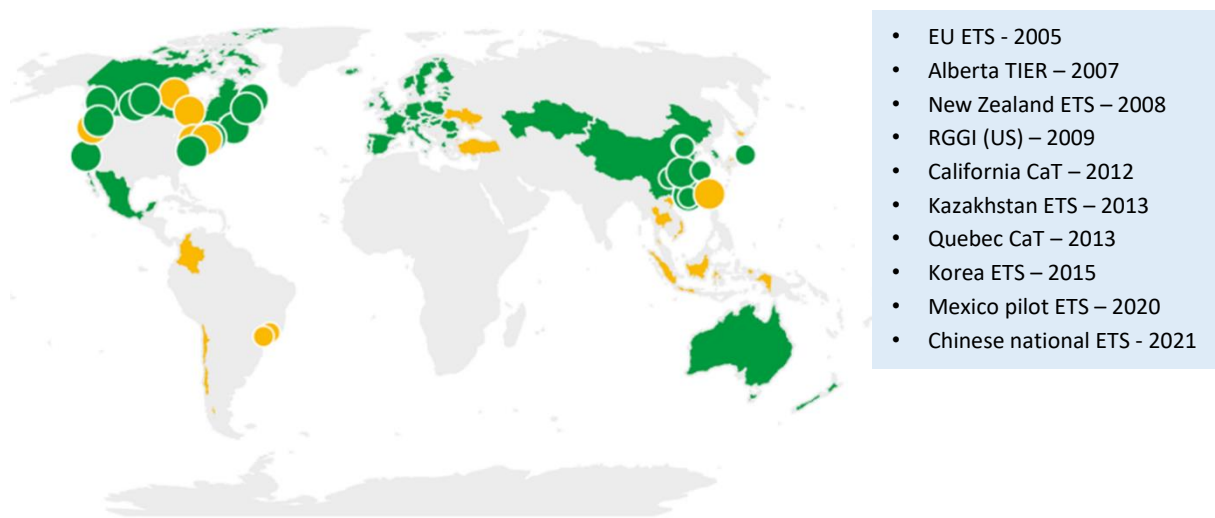 • EU ETS - 2005
• Alberta TIER – 2007
• New Zealand ETS – 2008
• RGGI (US) – 2009
• California CaT – 2012
• Kazakhstan ETS – 2013
• Quebec CaT – 2013
• Korea ETS – 2015
• Mexico pilot ETS – 2020
• Chinese national ETS - 2021